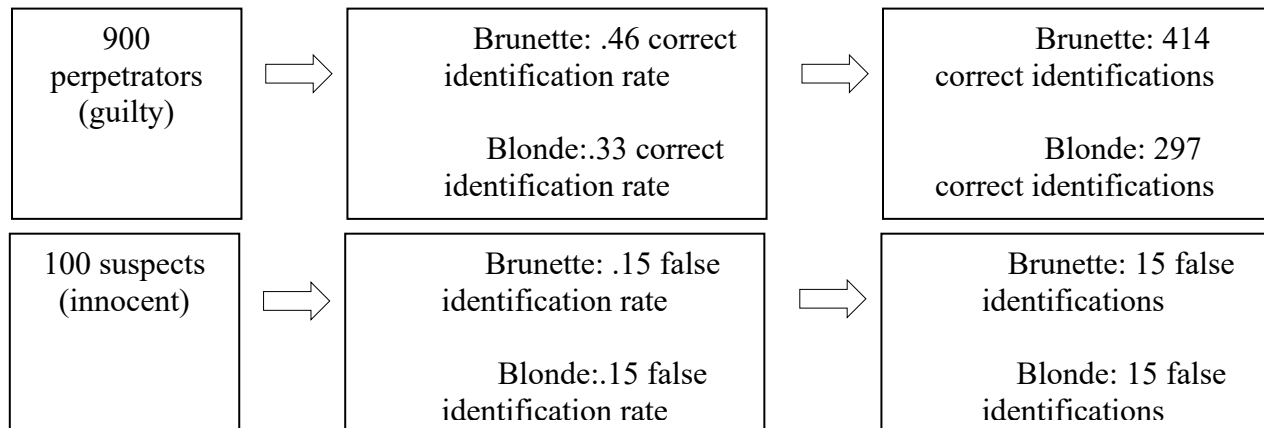 900
perpetrators
(guilty)
Brunette: .46 correct
identification rate
Blonde:.33 correct
identification rate
Brunette: 414
correct identifications
Blonde: 297
correct identifications
100 suspects
(innocent)
Brunette: .15 false
identification rate
Blonde:.15 false
identification rate
Brunette: 15 false
identifications
Blonde: 15 false
identifications